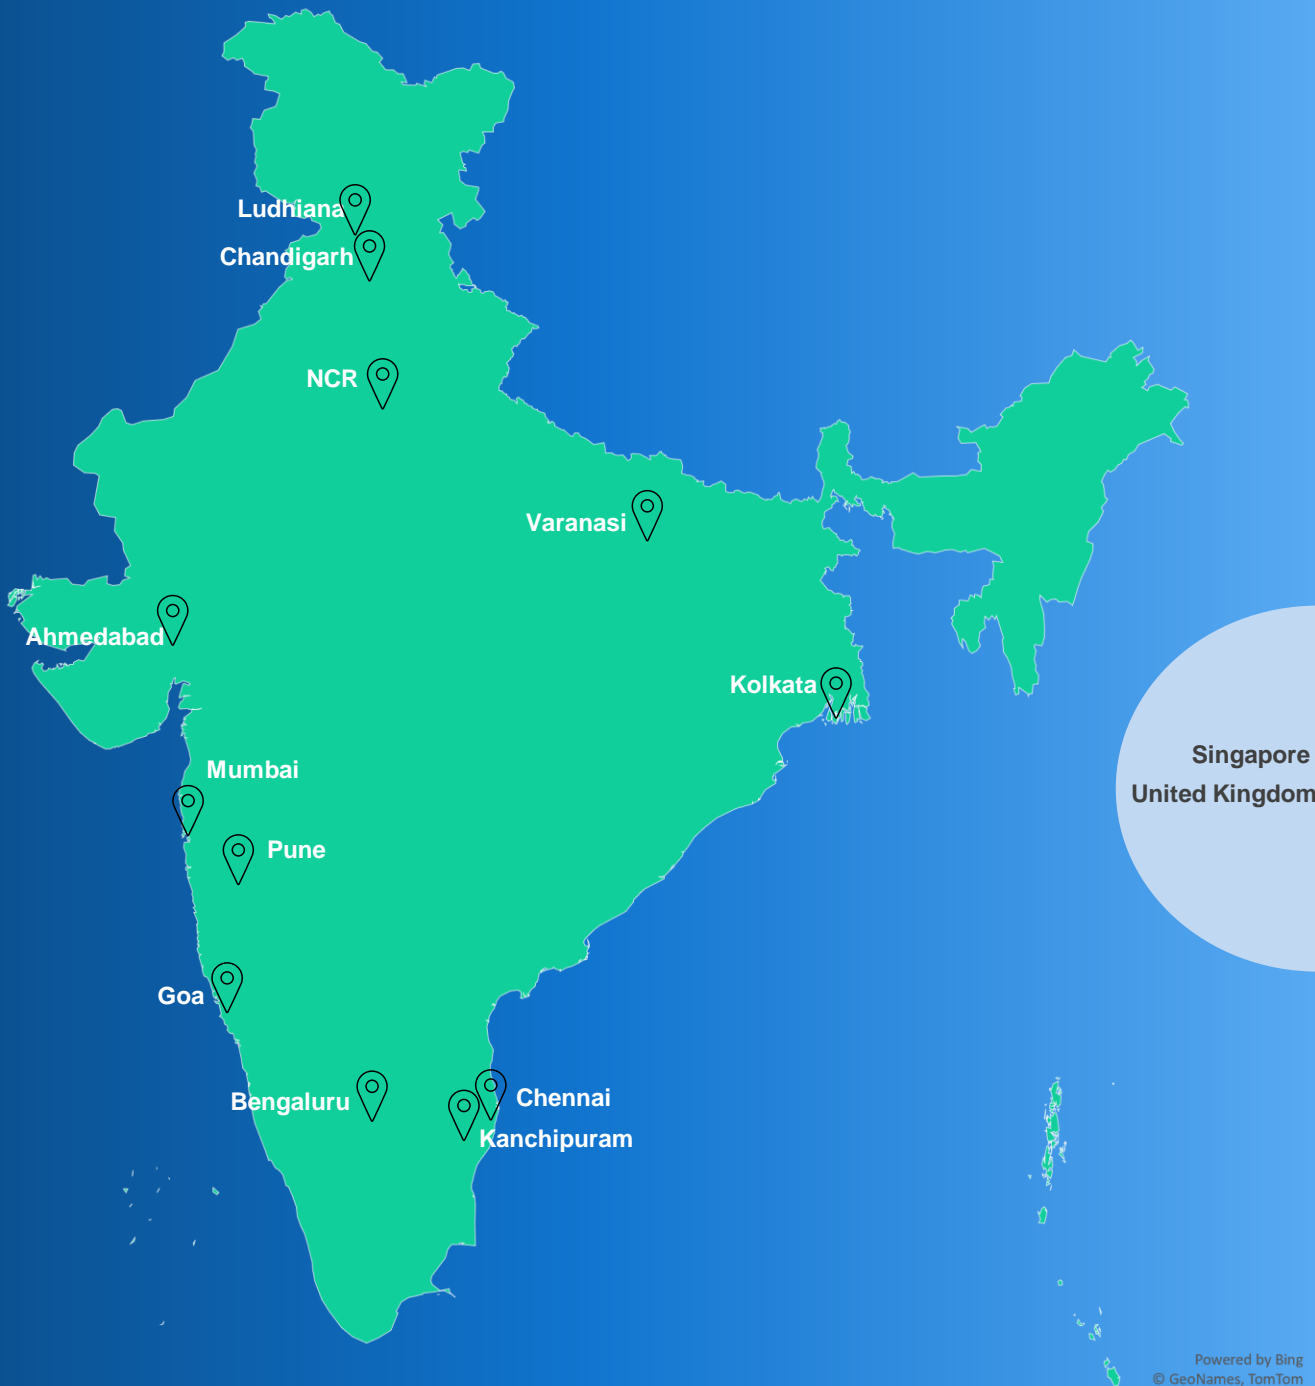 Ludhiana
Chandigarh
NCR
Varanasi
Ahmedabad
Kolkata
Singapore
United Kingdom
Mumbai
Pune
Goa
Bengaluru
Chennai
Kanchipuram
Powered by Bing
© GeoNames, TomTom